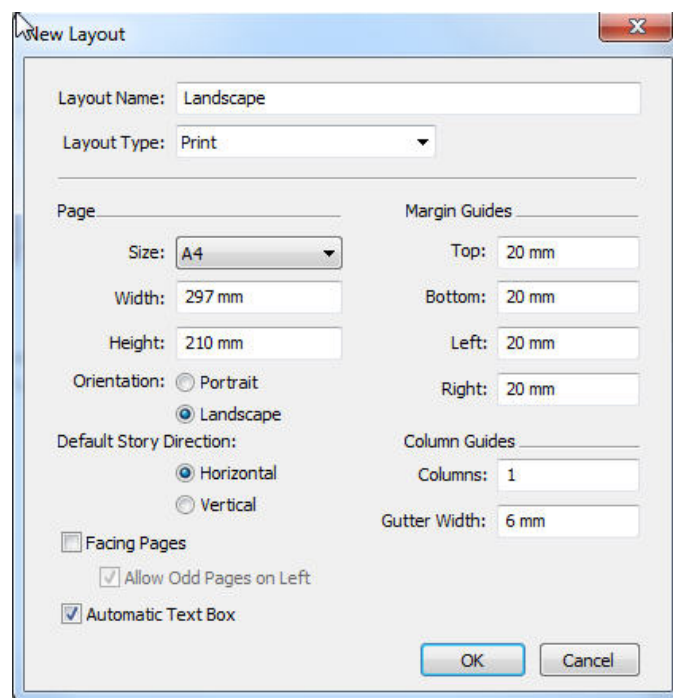 New Layout
Layout Name: Landscape
Layout Type: Print
Page
Size: A4
Width: 297 mm
Height: 210 mm
Orientation: Portrait
Landscape
Default Story Direction:
Horizontal
Vertical
Facing Pages
Allow Odd Pages on Left
Automatic Text Box
Margin Guides
Top: 20 mm
Bottom: 20 mm
Left: 20 mm
Right: 20 mm
Column Guides
Columns: 1
Gutter Width: 6 mm
OK
Cancel